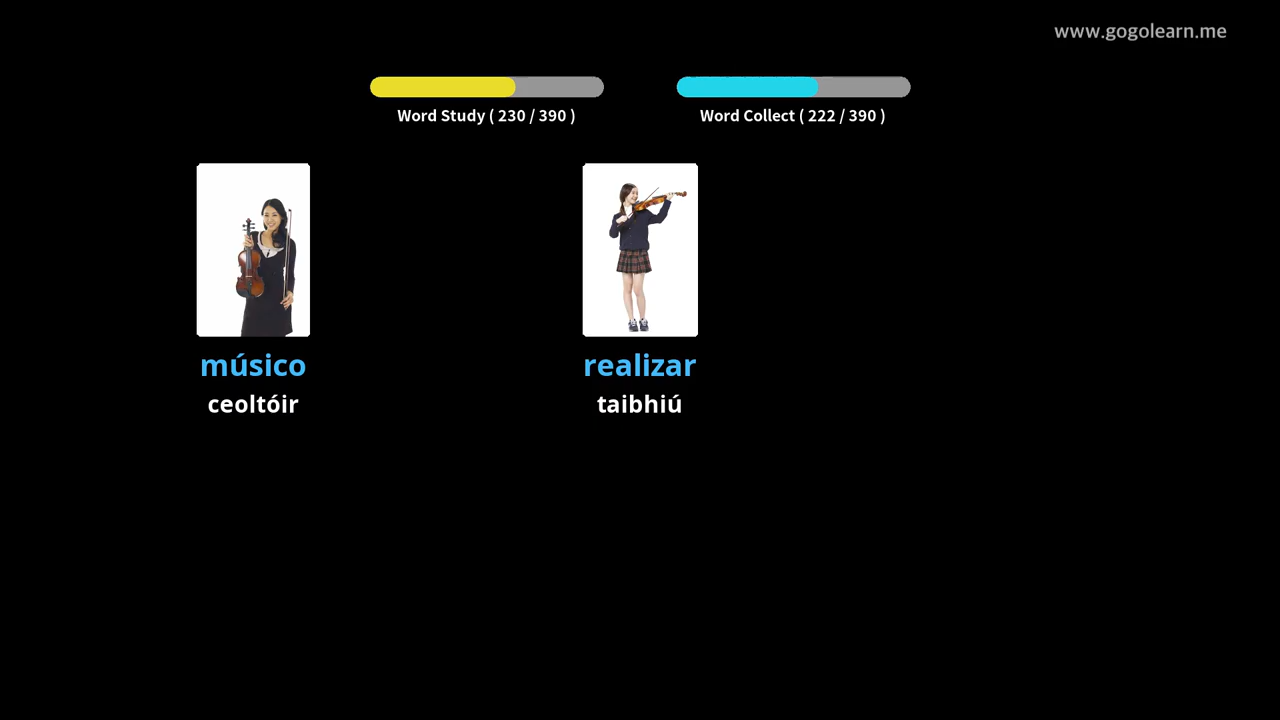 www.gogolearn.me
Word Study ( 230 / 390 )
Word Collect ( 222 / 390 )
músico
ceoltóir
realizar
taibhiú